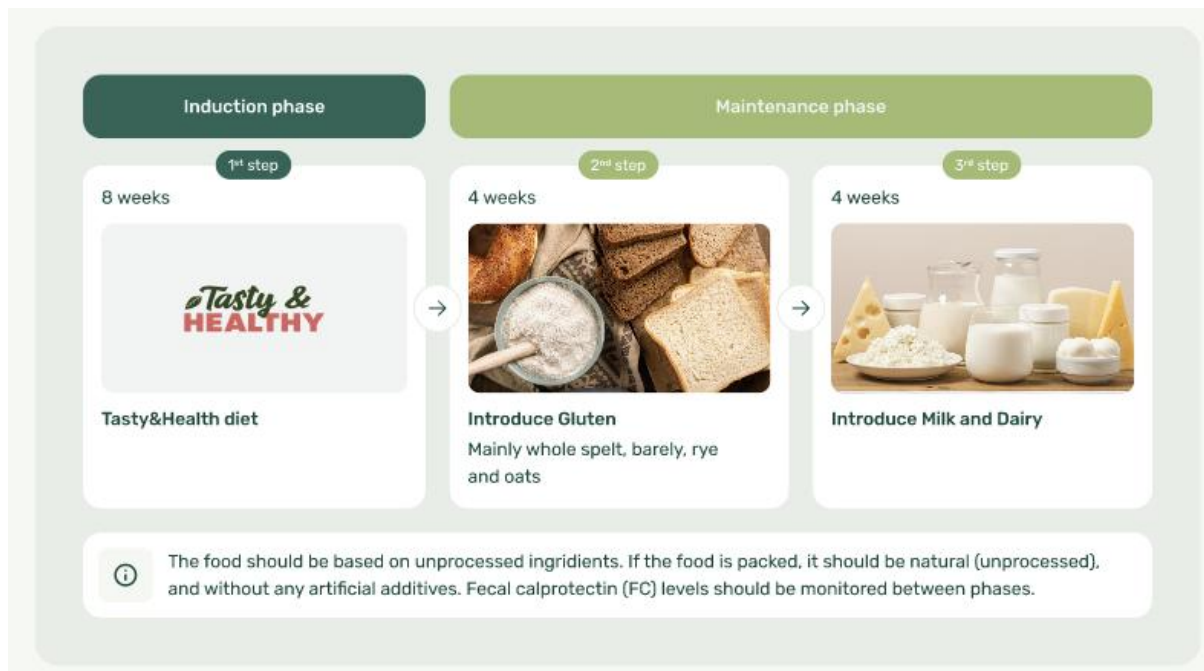 Induction phase
Maintenance phase
1st step
8 weeks
Tasty &
HEALTHY
Tasty&Health diet
2nd step
4 weeks
Introduce Gluten
Mainly whole spelt, barely, rye
and oats
3rd step
4 weeks
Introduce Milk and Dairy
The food should be based on unprocessed ingridients. If the food is packed, it should be natural (unprocessed),
and without any artificial additives. Fecal calprotectin (FC) levels should be monitored between phases.